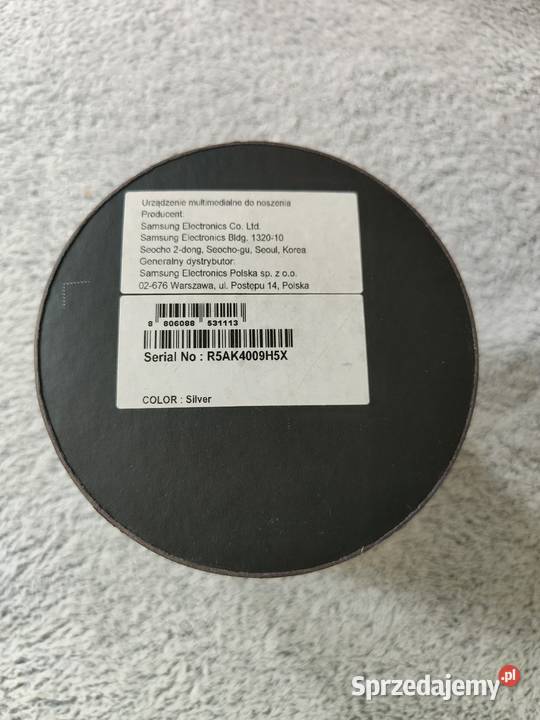 Urządzenie multimedialne do noszenia
Producent:
Samsung Electronics Co. Ltd.
Samsung Electronics Bldg. 1320-10
Seocho 2-dong, Seocho-gu, Seoul, Korea
Generalny dystrybutor:
Samsung Electronics Polska sp. z o.o.
02-676 Warszawa, ul. Postępu 14, Polska
8 806088 531113
Serial No : R5AK4009H5X
COLOR : Silver
Sprzedajemy.pl